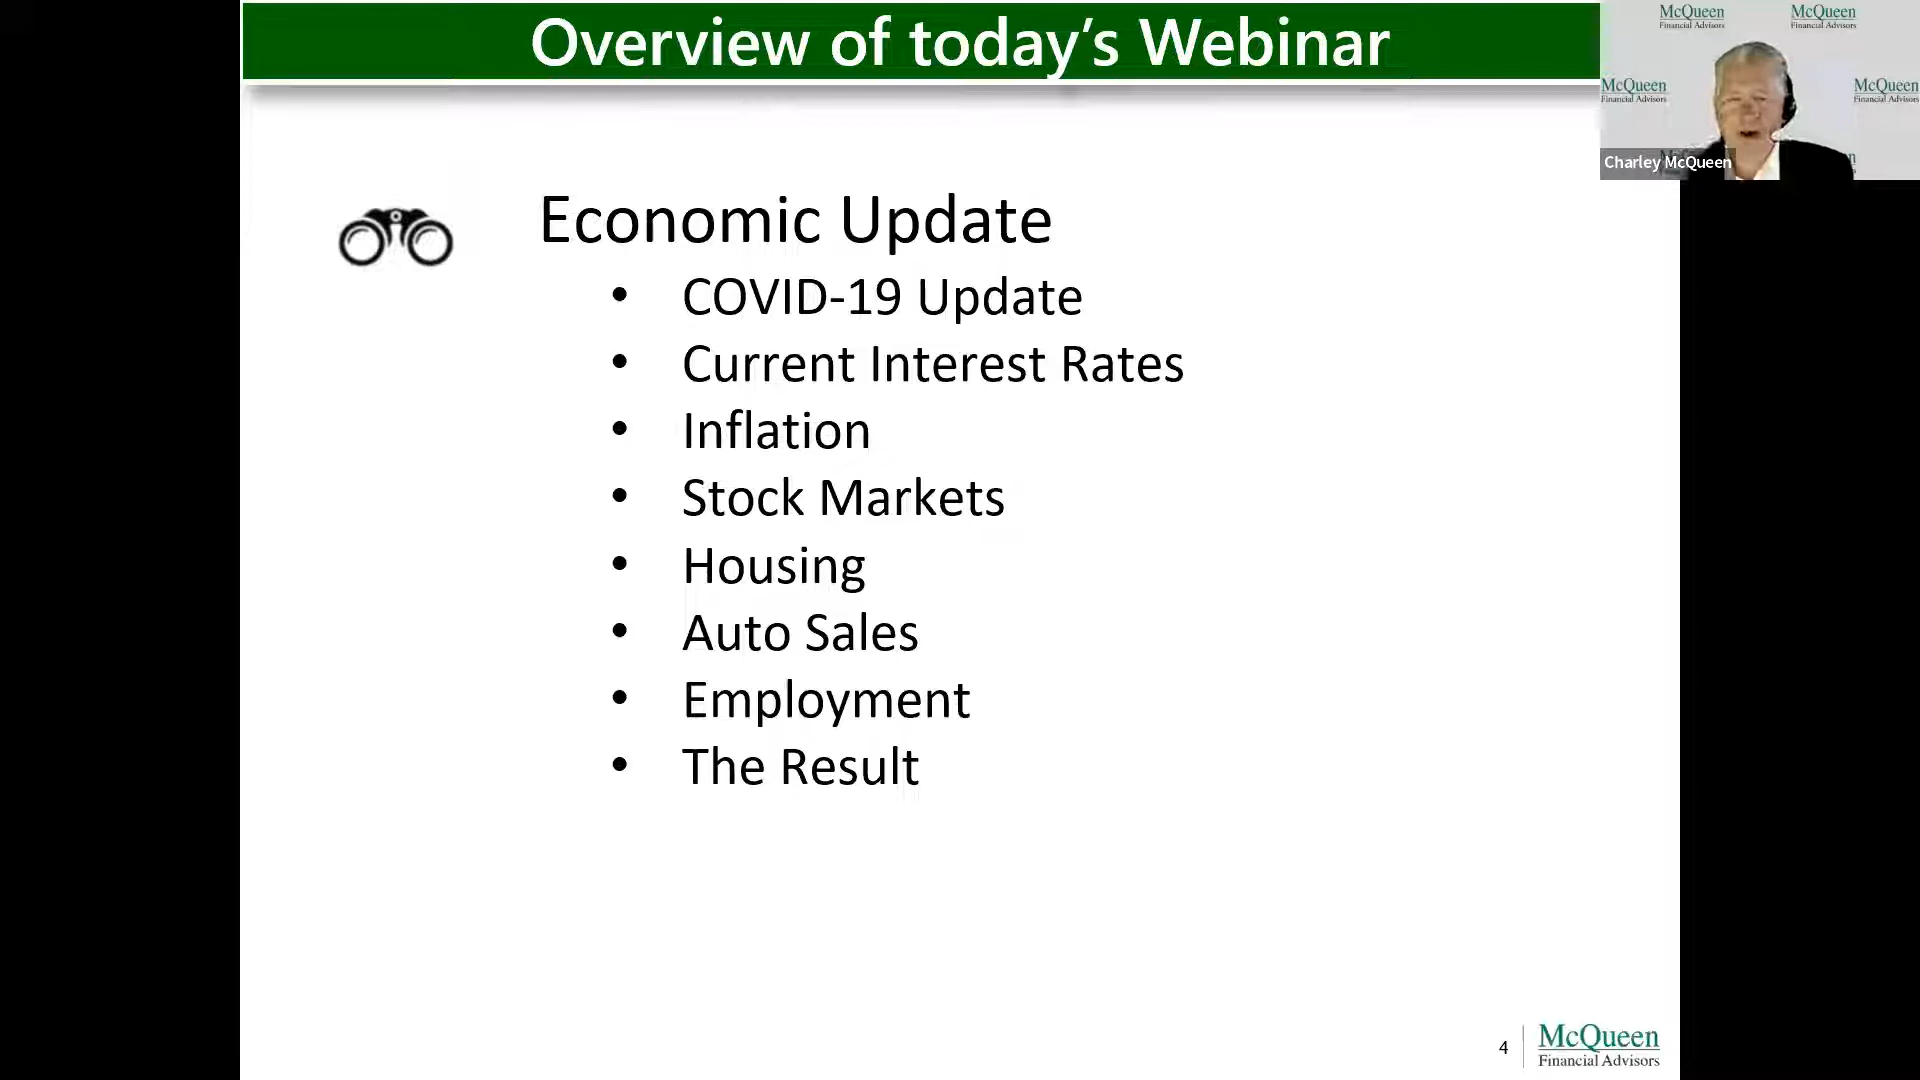 Overview of today's Webinar
McQueen
Financial Advisors
McQueen
Financial Advisors
McQueen
Financial Advisors
McQueen
Financial Advisors
Charley McQueen
Economic Update
• COVID-19 Update
• Current Interest Rates
• Inflation
• Stock Markets
• Housing
• Auto Sales
• Employment
• The Result
4
McQueen
Financial Advisors